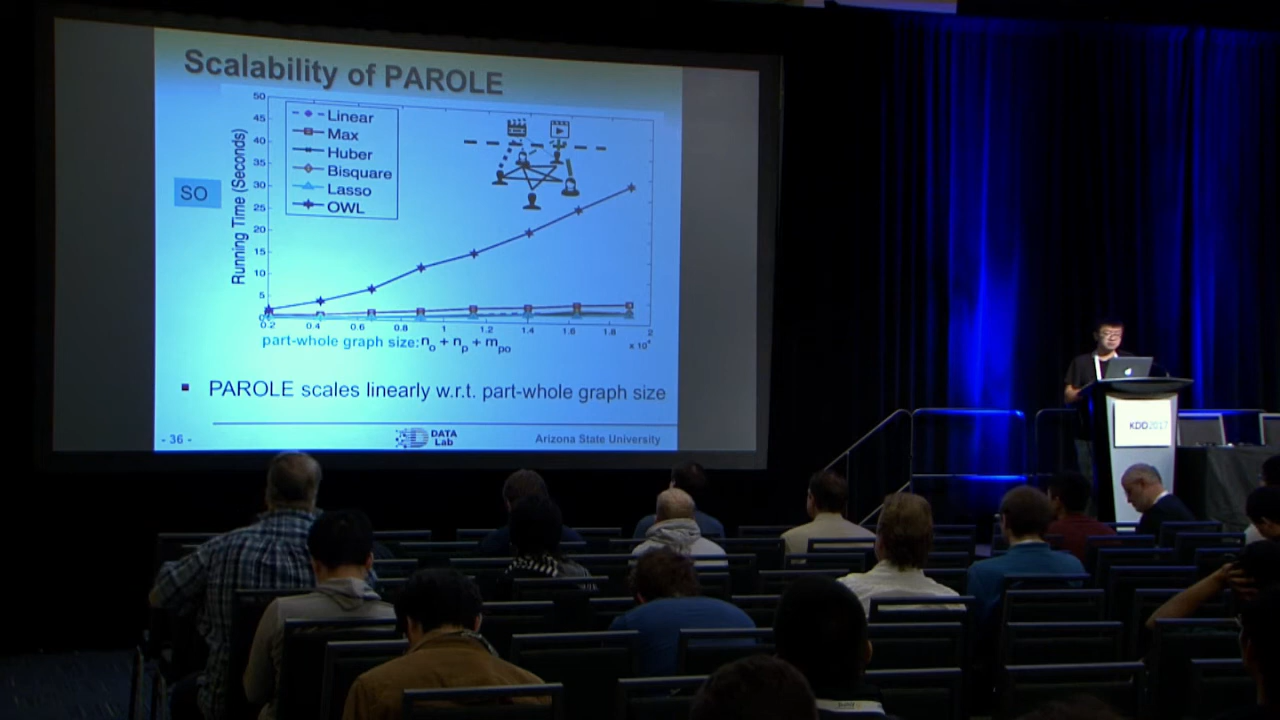 Scalability of PAROLE
50
45
40
35
30
25
20
15
10
5
0
Running Time (Seconds)
Linear
Max
Huber
Bisquare
Lasso
OWL
SO
0.2 0.4 0.6 0.8 1 1.2 1.4 1.6 1.8 2
part-whole graph size: no + np + mpo
PAROLE scales linearly w.r.t. part-whole graph size
- 36 -
DATA
Lab
Arizona State University
KDD2017